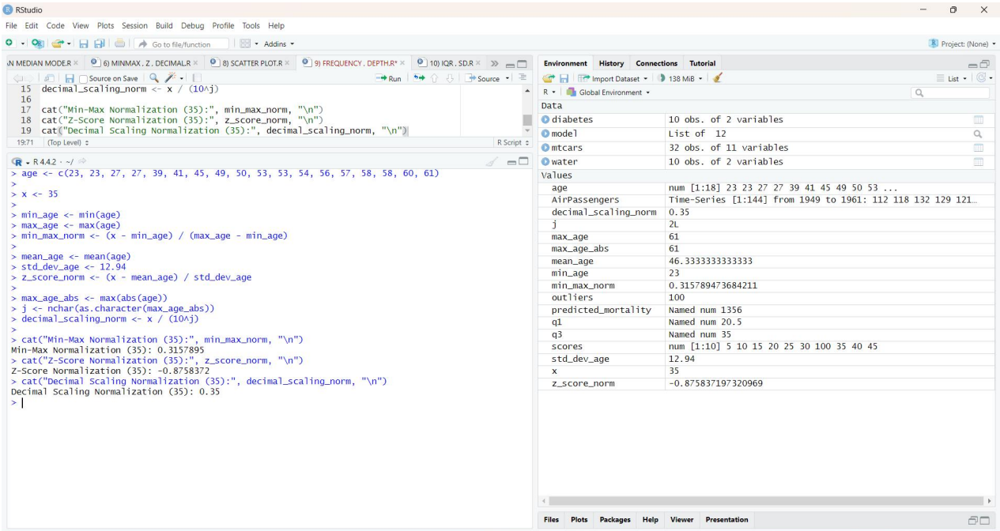 RStudio
File Edit Code View Plots Session Build Debug Profile Tools Help
Go to file/function
Addins
Project: (None)
AN MEDIAN MODE.R
6) MINMAX . Z . DECIMAL.R
8) SCATTER PLOT.R
9) FREQUENCY . DEPTH.R*
10) IQR . SD.R
Source on Save
Run
Source
15 decimal_scaling_norm <- x / (10^j)
16
17 cat("Min-Max Normalization (35):", min_max_norm, "\n")
18 cat("Z-Score Normalization (35):", z_score_norm, "\n")
19 cat("Decimal Scaling Normalization (35):", decimal_scaling_norm, "\n")
19:71 (Top Level) R Script
R 4.4.2 · ~/
> age <- c(23, 23, 27, 27, 39, 41, 45, 49, 50, 53, 53, 54, 56, 57, 58, 58, 60, 61)
>
> x <- 35
>
> min_age <- min(age)
> max_age <- max(age)
> min_max_norm <- (x - min_age) / (max_age - min_age)
>
> mean_age <- mean(age)
> std_dev_age <- 12.94
> z_score_norm <- (x - mean_age) / std_dev_age
>
> max_age_abs <- max(abs(age))
> j <- nchar(as.character(max_age_abs))
> decimal_scaling_norm <- x / (10^j)
>
> cat("Min-Max Normalization (35):", min_max_norm, "\n")
Min-Max Normalization (35): 0.3157895
> cat("Z-Score Normalization (35):", z_score_norm, "\n")
Z-Score Normalization (35): -0.8758372
> cat("Decimal Scaling Normalization (35):", decimal_scaling_norm, "\n")
Decimal Scaling Normalization (35): 0.35
>
Environment History Connections Tutorial
Import Dataset 138 MiB List
R Global Environment
Data
diabetes 10 obs. of 2 variables
model List of 12
mtcars 32 obs. of 11 variables
water 10 obs. of 2 variables
Values
age num [1:18] 23 23 27 27 39 41 45 49 50 53 ...
AirPassengers Time-Series [1:144] from 1949 to 1961: 112 118 132 129 121…
decimal_scaling_norm 0.35
j 2L
max_age 61
max_age_abs 61
mean_age 46.3333333333333
min_age 23
min_max_norm 0.315789473684211
outliers 100
predicted_mortality Named num 1356
q1 Named num 20.5
q3 Named num 35
scores num [1:10] 5 10 15 20 25 30 100 35 40 45
std_dev_age 12.94
x 35
z_score_norm -0.875837197320969
Files Plots Packages Help Viewer Presentation